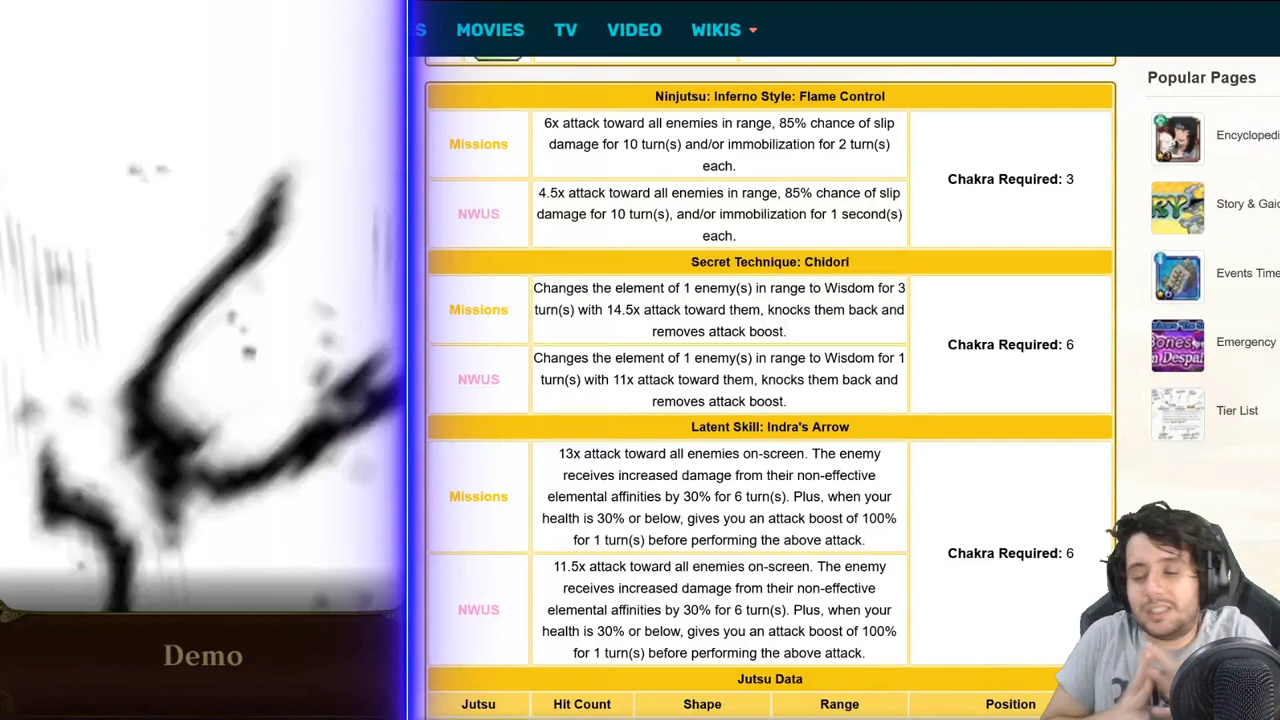 MOVIES
TV
VIDEO
WIKIS
Popular Pages
Ninjutsu: Inferno Style: Flame Control
Missions
6x attack toward all enemies in range, 85% chance of slip
damage for 10 turn(s) and/or immobilization for 2 turn(s)
each.
Chakra Required: 3
NWUS
4.5x attack toward all enemies in range, 85% chance of slip
damage for 10 turn(s), and/or immobilization for 1 second(s)
each.
Secret Technique: Chidori
Missions
Changes the element of 1 enemy(s) in range to Wisdom for 3
turn(s) with 14.5x attack toward them, knocks them back and
removes attack boost.
Chakra Required: 6
NWUS
Changes the element of 1 enemy(s) in range to Wisdom for 1
turn(s) with 11x attack toward them, knocks them back and
removes attack boost.
Latent Skill: Indra's Arrow
Missions
13x attack toward all enemies on-screen. The enemy
receives increased damage from their non-effective
elemental affinities by 30% for 6 turn(s). Plus, when your
health is 30% or below, gives you an attack boost of 100%
for 1 turn(s) before performing the above attack.
Chakra Required: 6
NWUS
11.5x attack toward all enemies on-screen. The enemy
receives increased damage from their non-effective
elemental affinities by 30% for 6 turn(s). Plus, when your
health is 30% or below, gives you an attack boost of 100%
for 1 turn(s) before performing the above attack.
Jutsu Data
Jutsu
Hit Count
Shape
Range
Position
Encyclopedi
Story & Gaid
Events Time
Emergency
Tier List
Demo